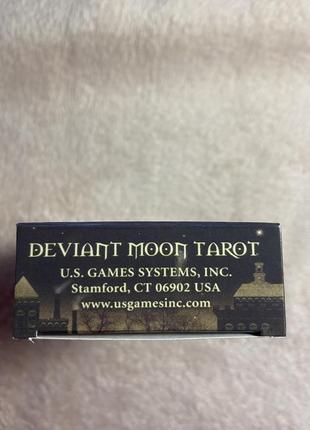 DEVIANT MOON TAROT
U.S. GAMES SYSTEMS, INC.
Stamford, CT 06902 USA
www.usgamesinc.com